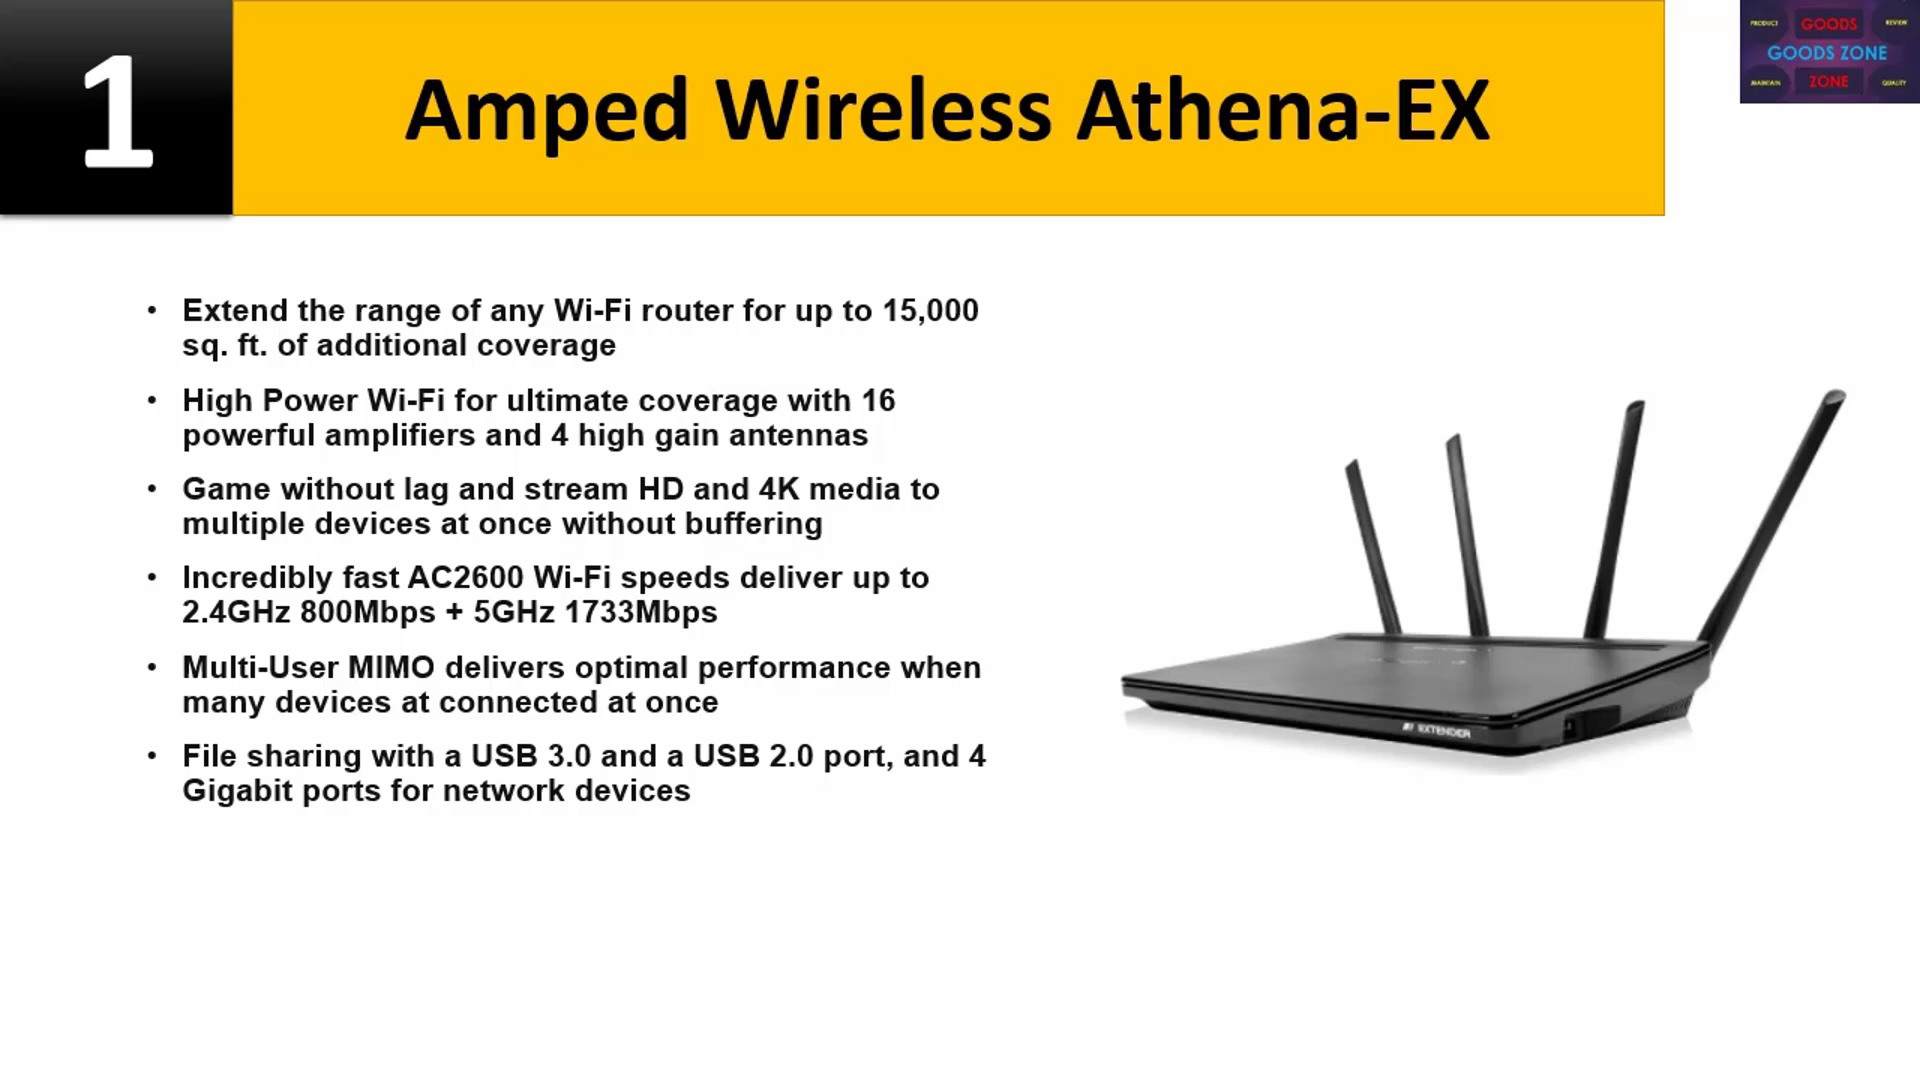 1
Amped Wireless Athena-EX
PRODUCT
GOODS
REVIEW
GOODS ZONE
MAINTAIN
ZONE
QUALITY
• Extend the range of any Wi-Fi router for up to 15,000
sq. ft. of additional coverage
• High Power Wi-Fi for ultimate coverage with 16
powerful amplifiers and 4 high gain antennas
• Game without lag and stream HD and 4K media to
multiple devices at once without buffering
• Incredibly fast AC2600 Wi-Fi speeds deliver up to
2.4GHz 800Mbps + 5GHz 1733Mbps
• Multi-User MIMO delivers optimal performance when
many devices at connected at once
• File sharing with a USB 3.0 and a USB 2.0 port, and 4
Gigabit ports for network devices
EXTENDER